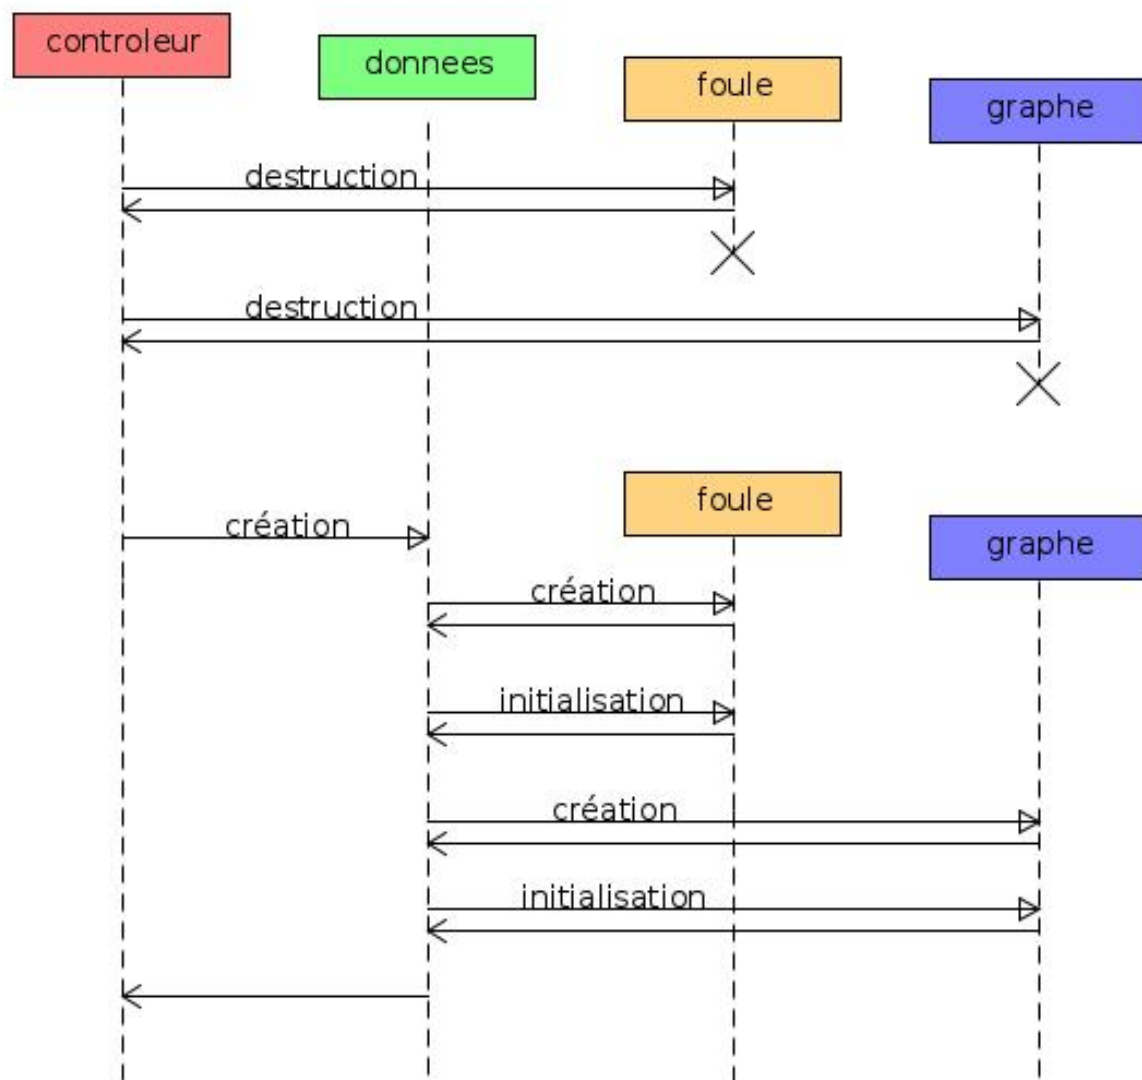 controleur
donnees
foule
graphe
destruction
destruction
foule
création
graphe
création
initialisation
création
initialisation